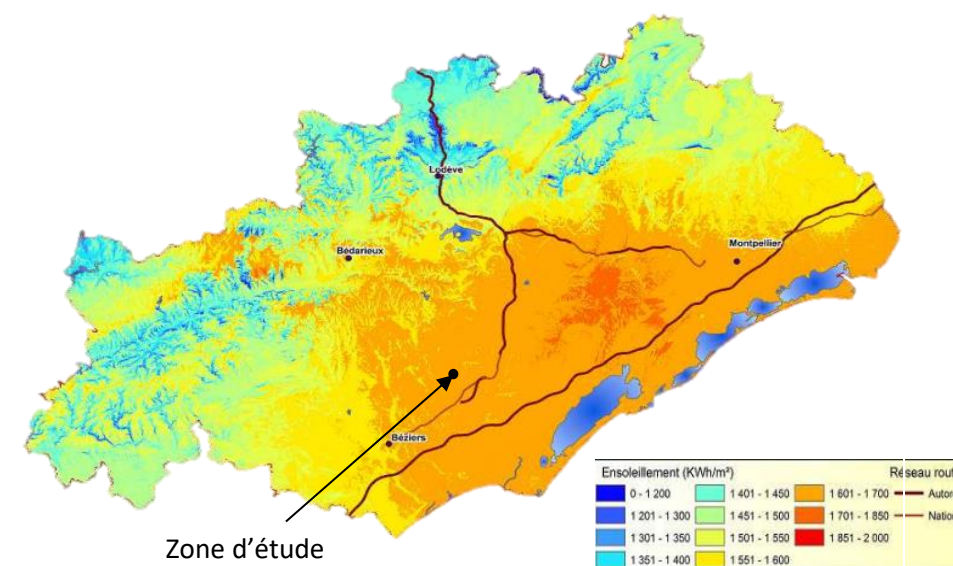 Lodève
Bédarieux
Montpellier
Béziers
Zone d'étude
Ensoleillement (KWh/m²)
0 - 1 200
1 201 - 1 300
1 301 - 1 350
1 351 - 1 400
1 401 - 1 450
1 451 - 1 500
1 501 - 1 550
1 551 - 1 600
1 601 - 1 700
1 701 - 1 850
1 851 - 2 000
Réseau rout
Autor
Natio